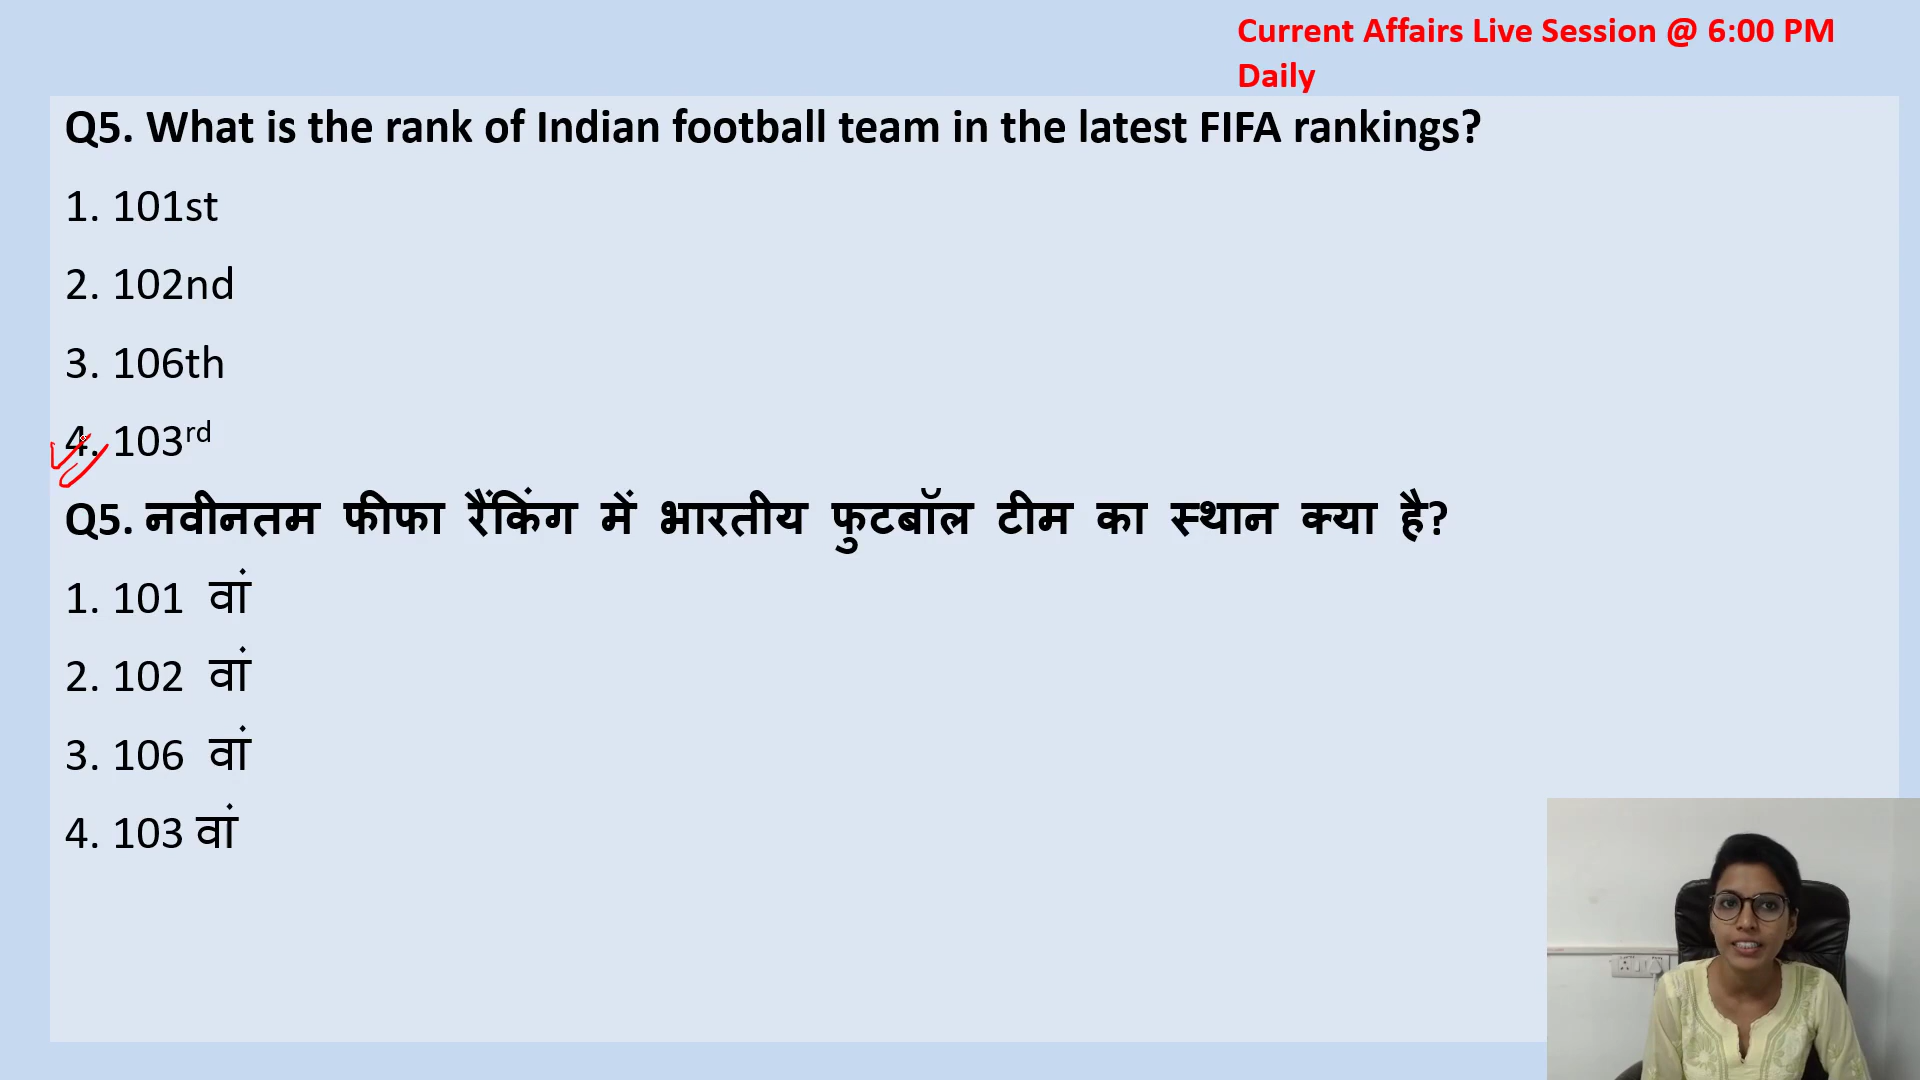 Current Affairs Live Session @ 6:00 PM
Daily
Q5. What is the rank of Indian football team in the latest FIFA rankings?
1. 101st
2. 102nd
3. 106th
4. 103rd
Q5. नवीनतम फीफा रैंकिंग में भारतीय फुटबॉल टीम का स्थान क्या है?
1. 101 वां
2. 102 वां
3. 106 वां
4. 103 वां